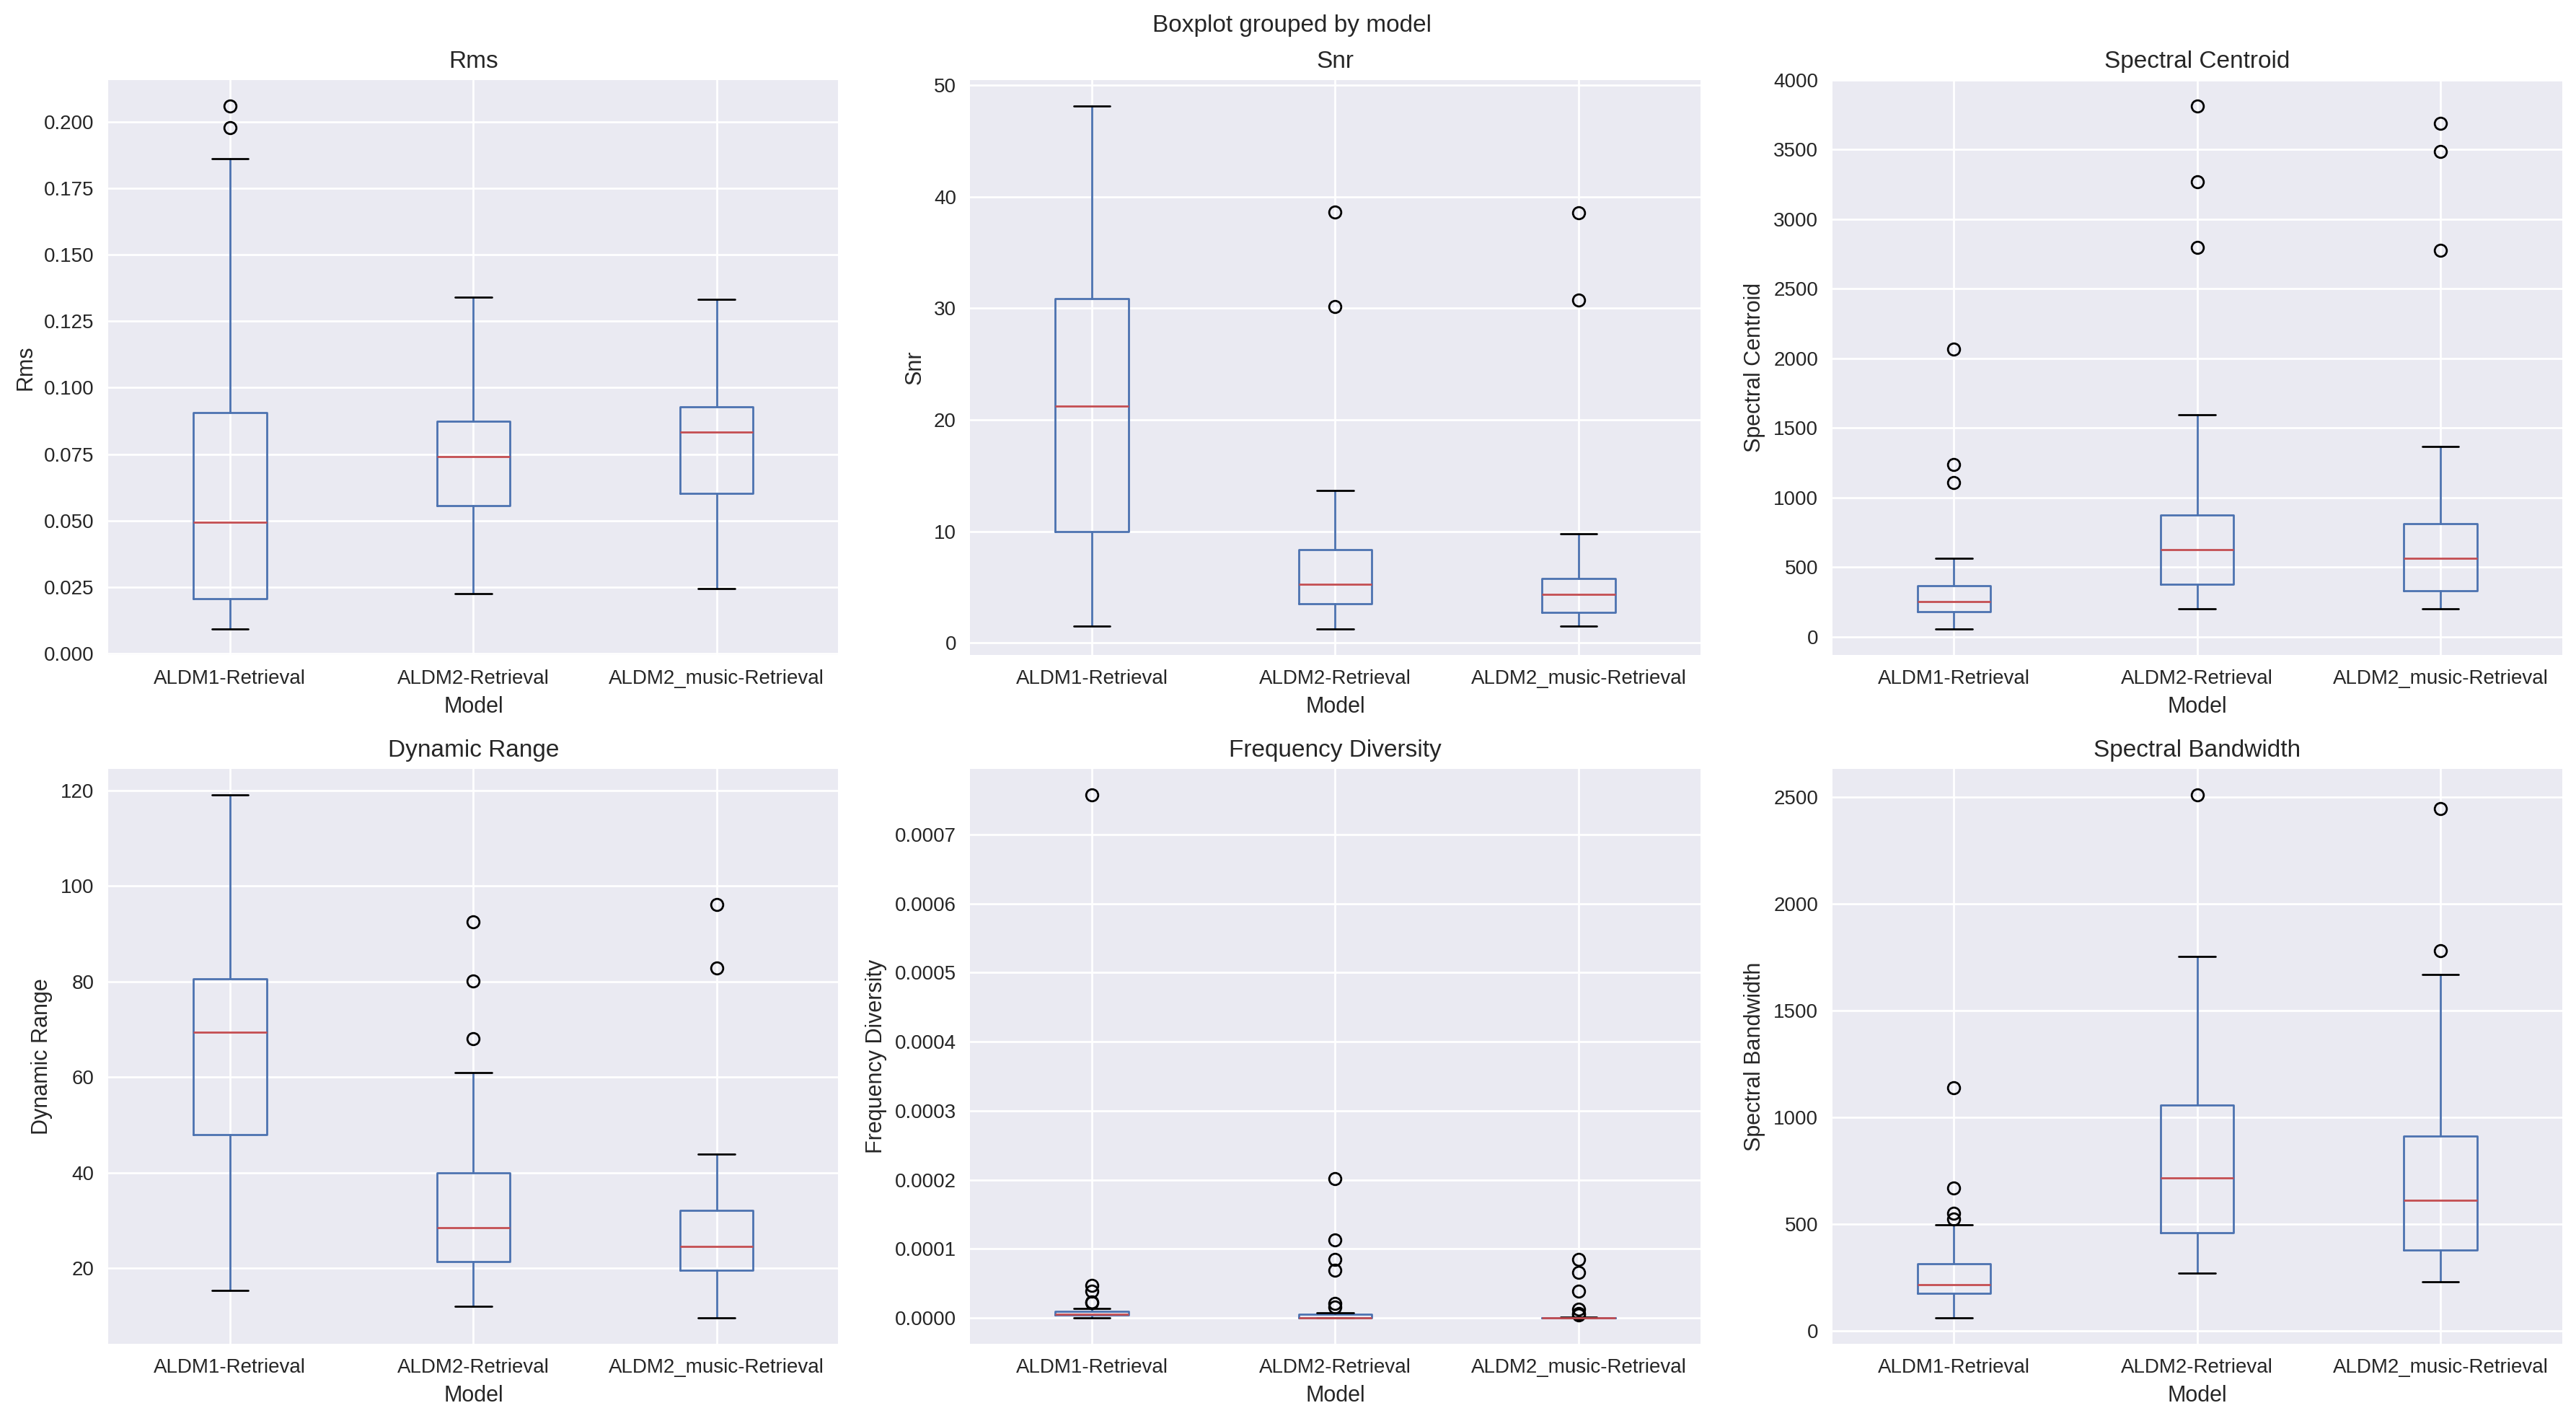 Boxplot grouped by model
Rms
0.200
0.175
0.150
0.125
0.100
0.075
0.050
0.025
0.000
Rms
ALDM1-Retrieval ALDM2-Retrieval ALDM2_music-Retrieval
Model
Snr
50
40
30
20
10
0
Snr
ALDM1-Retrieval ALDM2-Retrieval ALDM2_music-Retrieval
Model
Spectral Centroid
4000
3500
3000
2500
2000
1500
1000
500
0
Spectral Centroid
ALDM1-Retrieval ALDM2-Retrieval ALDM2_music-Retrieval
Model
Dynamic Range
120
100
80
60
40
20
Dynamic Range
ALDM1-Retrieval ALDM2-Retrieval ALDM2_music-Retrieval
Model
Frequency Diversity
0.0007
0.0006
0.0005
0.0004
0.0003
0.0002
0.0001
0.0000
Frequency Diversity
ALDM1-Retrieval ALDM2-Retrieval ALDM2_music-Retrieval
Model
Spectral Bandwidth
2500
2000
1500
1000
500
0
Spectral Bandwidth
ALDM1-Retrieval ALDM2-Retrieval ALDM2_music-Retrieval
Model